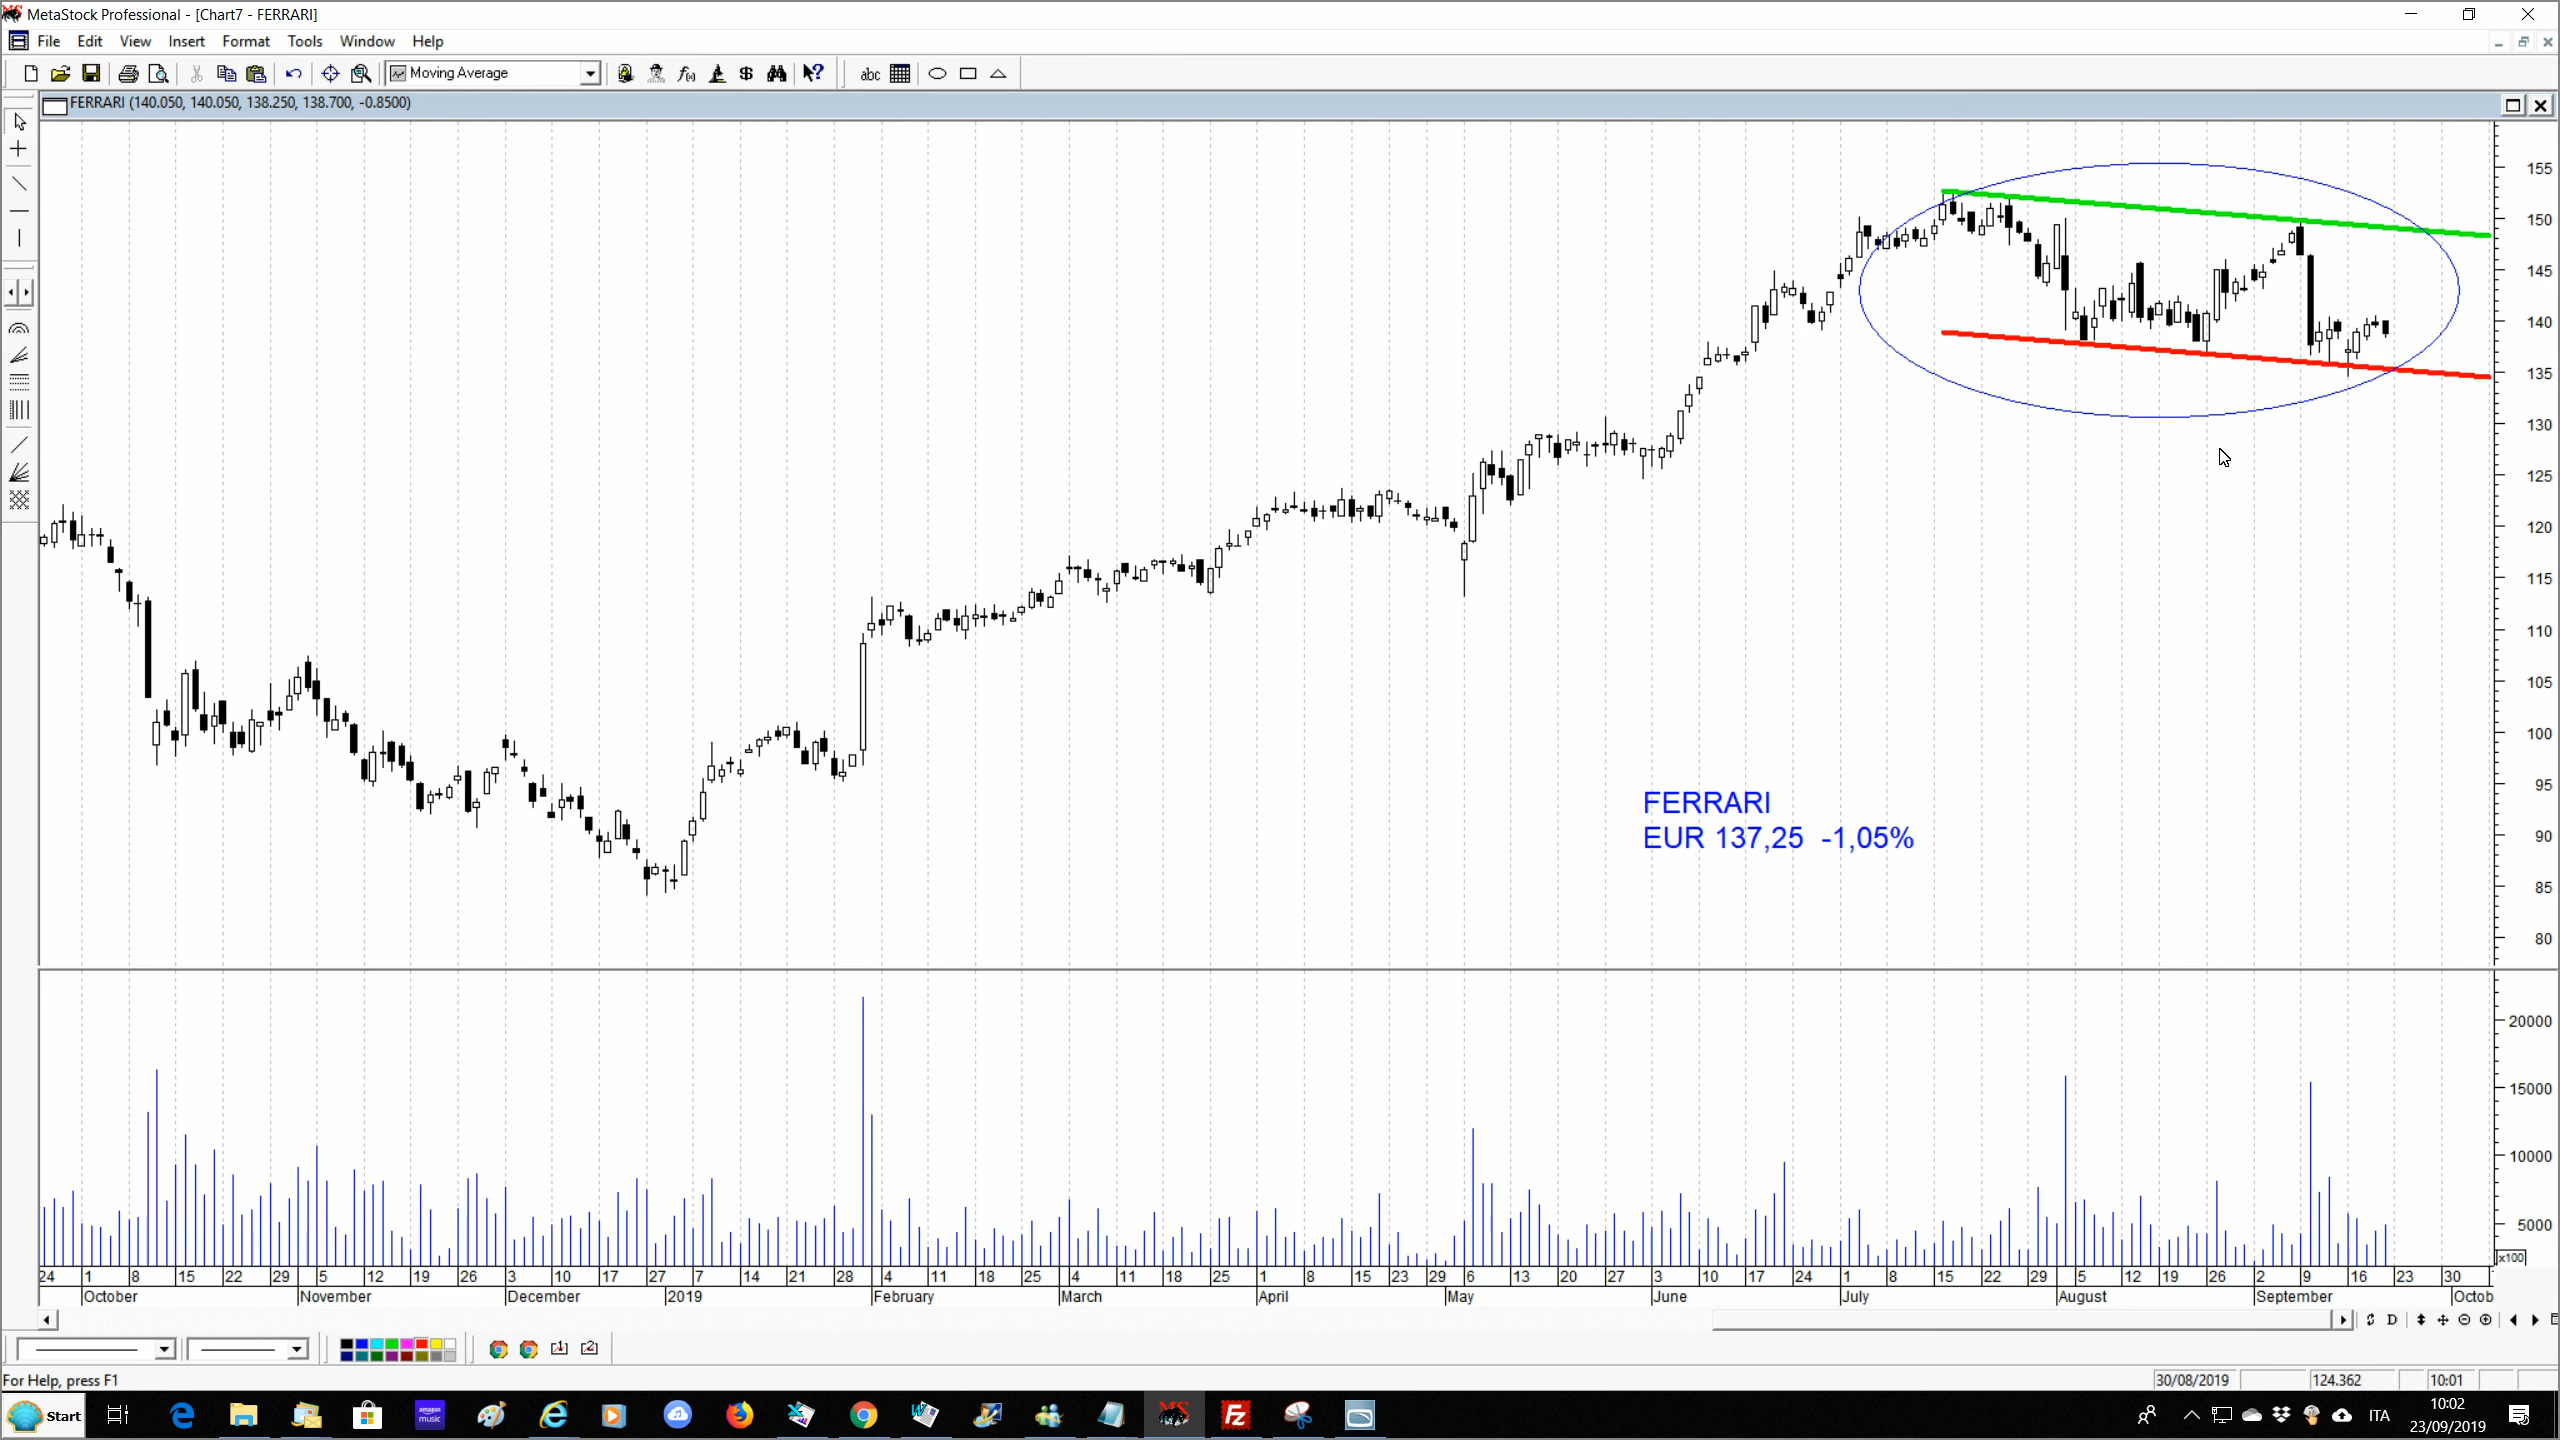 MetaStock Professional - [Chart7 - FERRARI]
File Edit View Insert Format Tools Window Help
Moving Average
abc
FERRARI (140.050, 140.050, 138.250, 138.700, -0.8500)
155
150
145
140
135
130
125
120
115
110
105
100
95
90
85
80
FERRARI
EUR 137,25 -1,05%
20000
15000
10000
5000
x100
24 1 8 15 22 29 5 12 19 26 3 10 17 27 7 14 21 28 4 11 18 25 4 11 18 25 1 8 15 23 29 6 13 20 27 3 10 17 24 1 8 15 22 29 5 12 19 26 2 9 16 23 30
October November December 2019 February March April May June July August September Octob
D
For Help, press F1
30/08/2019 124.362 10:01
Start
amazon music
MS
Fz
ITA
10:02
23/09/2019